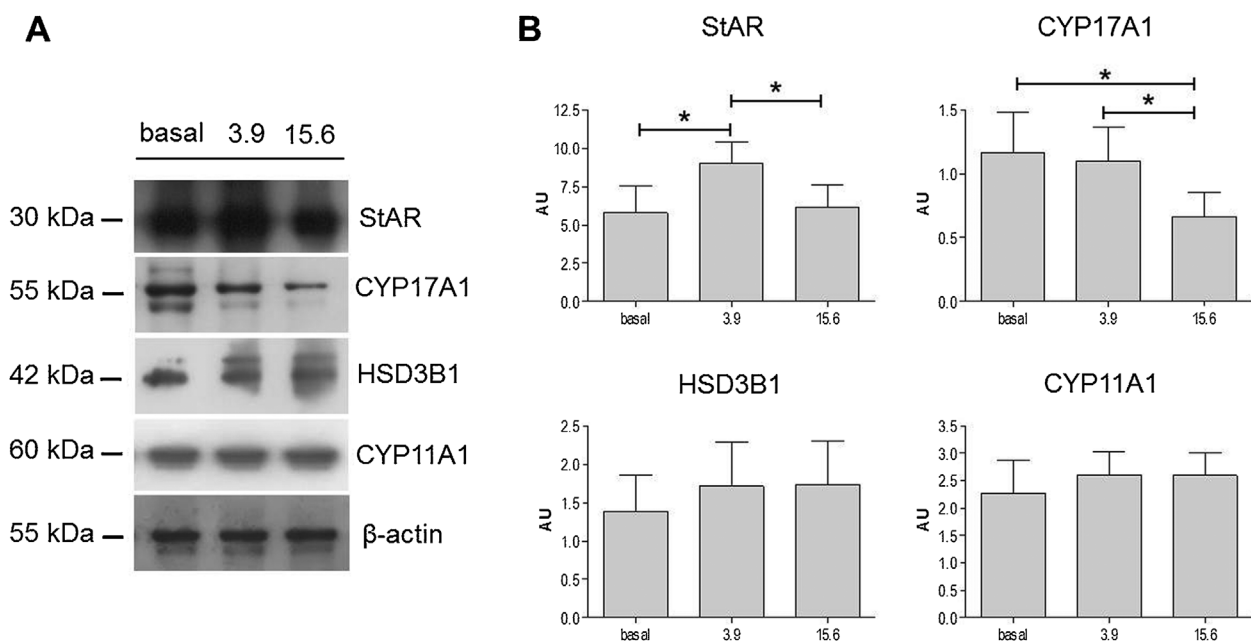 A
basal 3.9 15.6
30 kDa StAR
55 kDa CYP17A1
42 kDa HSD3B1
60 kDa CYP11A1
55 kDa β-actin
B
StAR
*
*
12.5
10.0
7.5
5.0
2.5
0.0
AU
basal 3.9 15.6
CYP17A1
*
*
1.5
1.0
0.5
0.0
AU
basal 3.9 15.6
HSD3B1
2.5
2.0
1.5
1.0
0.5
0.0
AU
basal 3.9 15.6
CYP11A1
3.5
3.0
2.5
2.0
1.5
1.0
0.5
0.0
AU
basal 3.9 15.6